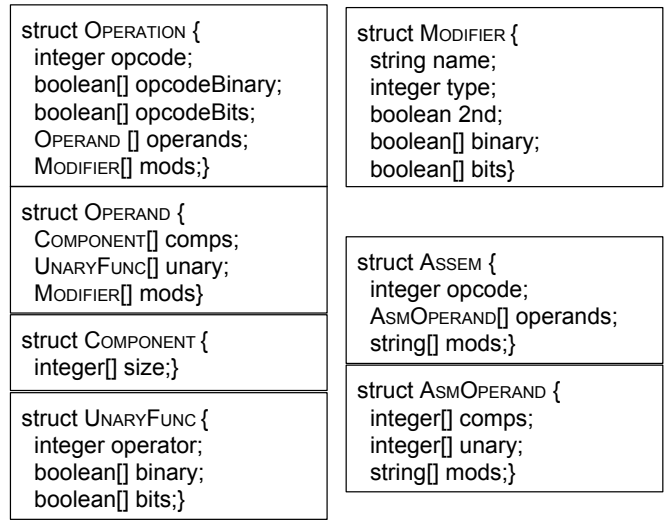 struct OPERATION {
integer opcode;
boolean[] opcodeBinary;
boolean[] opcodeBits;
OPERAND [] operands;
MODIFIER[] mods;}
struct OPERAND {
COMPONENT[] comps;
UNARYFUNC[] unary;
MODIFIER[] mods}
struct COMPONENT {
integer[] size;}
struct UNARYFUNC {
integer operator;
boolean[] binary;
boolean[] bits;}
struct MODIFIER {
string name;
integer type;
boolean 2nd;
boolean[] binary;
boolean[] bits}
struct ASSEM {
integer opcode;
ASMOPERAND[] operands;
string[] mods;}
struct ASMOPERAND {
integer[] comps;
integer[] unary;
string[] mods;}